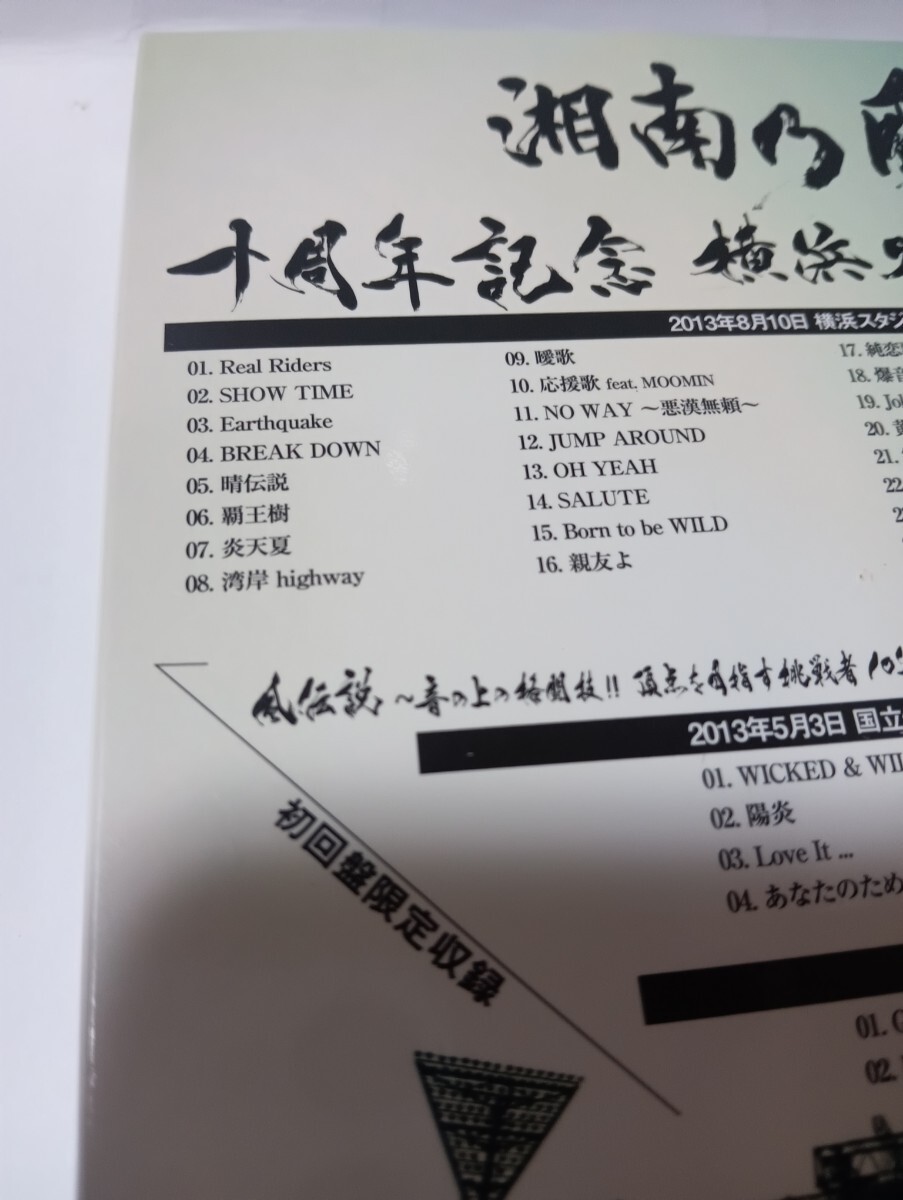 湘南乃
十周年記念 横浜ス
2013年8月10日 横浜スタジ
01. Real Riders
02. SHOW TIME
03. Earthquake
04. BREAK DOWN
05. 晴伝説
06. 覇王樹
07. 炎天夏
08. 湾岸 highway
09. 曖歌
10. 応援歌 feat. MOOMIN
11. NO WAY ～悪漢無頼～
12. JUMP AROUND
13. OH YEAH
14. SALUTE
15. Born to be WILD
16. 親友よ
17. 純恋
18. 爆音
19. Jo
20.
21.
22.
風伝説 ～音の上の格闘技!! 頂点を目指す挑戦者 10
2013年5月3日 国立
01. WICKED & WI
02. 陽炎
03. Love It ...
04. あなたのため
初回盤限定収録
01.
02.